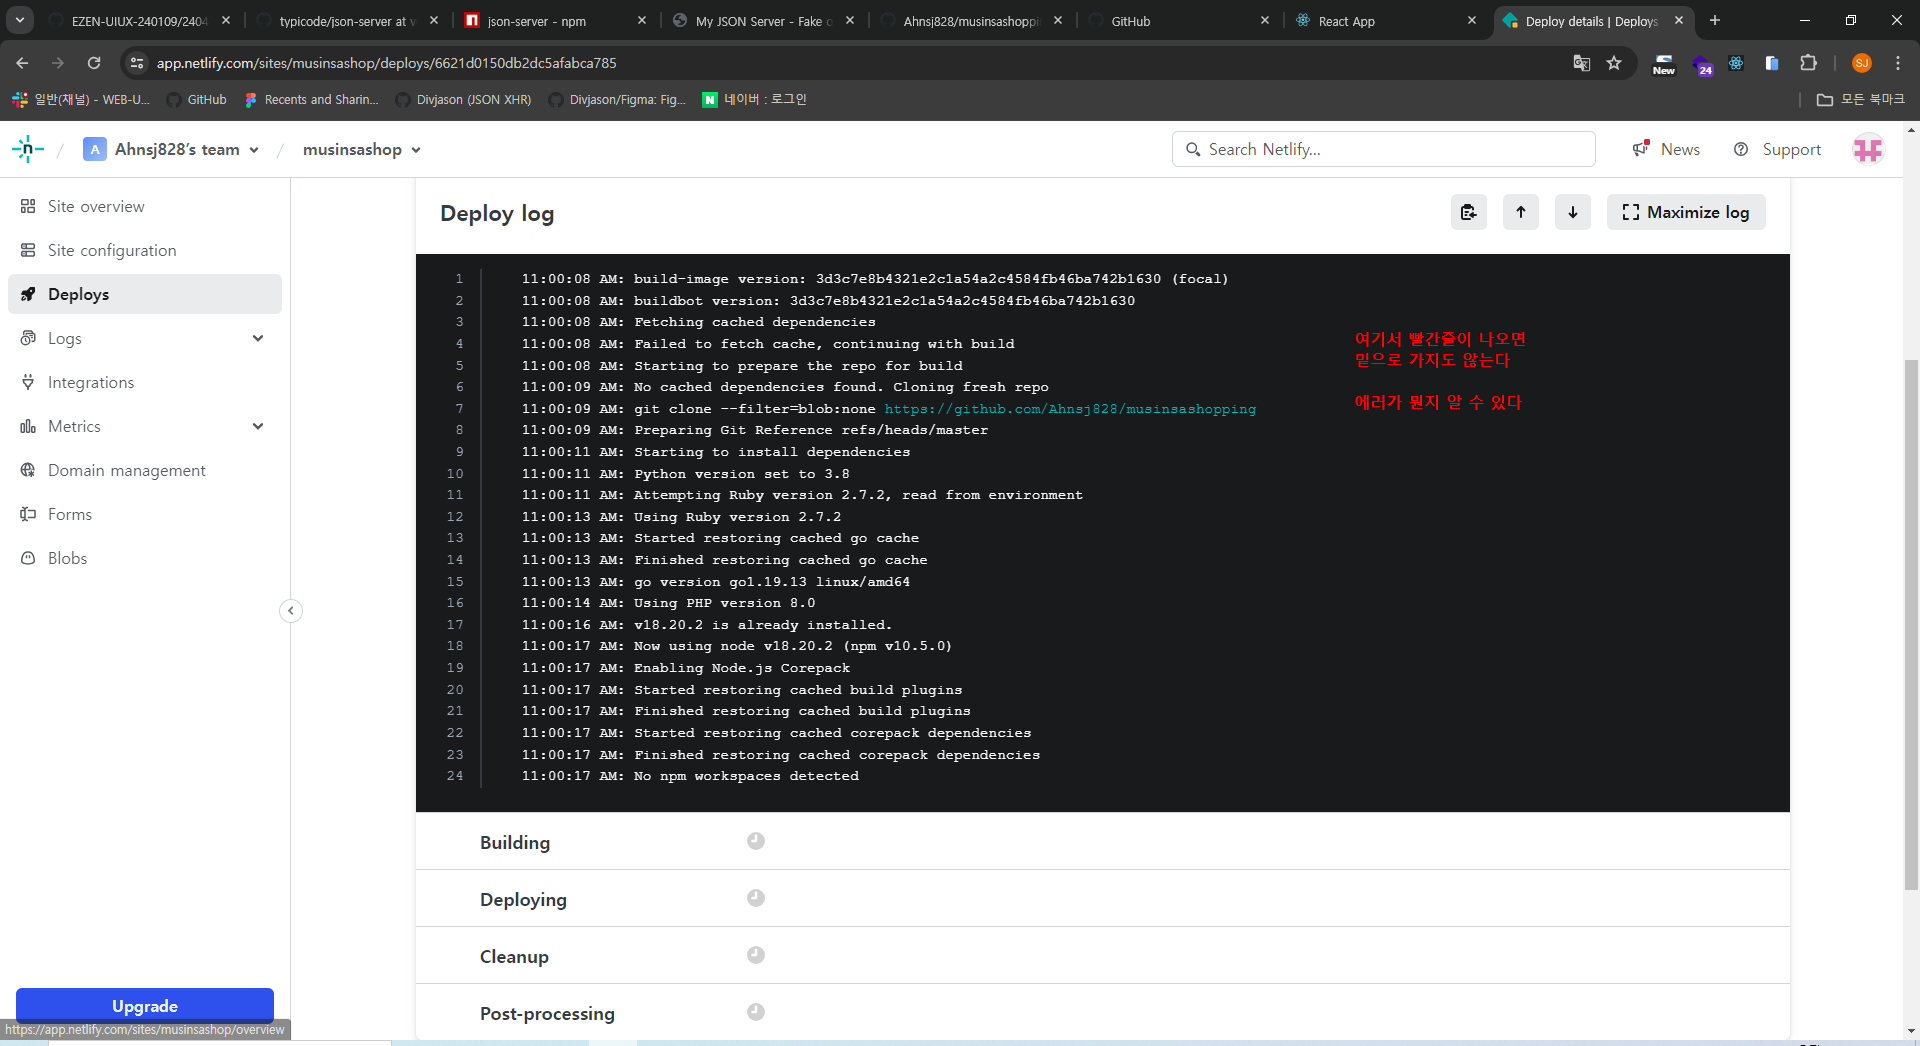 EZEN-UIUX-240109/2404
typicode/json-server at v
json-server - npm
My JSON Server - Fake o
Ahnsj828/musinsashoppi
GitHub
React App
Deploy details | Deploys
app.netlify.com/sites/musinsashop/deploys/6621d0150db2dc5afabca785
New
24
SJ
일반(채널) - WEB-U...
GitHub
Recents and Sharin...
Divjason (JSON XHR)
Divjason/Figma: Fig...
네이버 : 로그인
모든 북마크
A Ahnsj828’s team
musinsashop
Search Netlify...
News
Support
Site overview
Site configuration
Deploys
Logs
Integrations
Metrics
Domain management
Forms
Blobs
Upgrade
https://app.netlify.com/sites/musinsashop/overview
Deploy log
Maximize log
1 11:00:08 AM: build-image version: 3d3c7e8b4321e2c1a54a2c4584fb46ba742b1630 (focal)
2 11:00:08 AM: buildbot version: 3d3c7e8b4321e2c1a54a2c4584fb46ba742b1630
3 11:00:08 AM: Fetching cached dependencies
4 11:00:08 AM: Failed to fetch cache, continuing with build
5 11:00:08 AM: Starting to prepare the repo for build
6 11:00:09 AM: No cached dependencies found. Cloning fresh repo
7 11:00:09 AM: git clone --filter=blob:none https://github.com/Ahnsj828/musinsashopping
8 11:00:09 AM: Preparing Git Reference refs/heads/master
9 11:00:11 AM: Starting to install dependencies
10 11:00:11 AM: Python version set to 3.8
11 11:00:11 AM: Attempting Ruby version 2.7.2, read from environment
12 11:00:13 AM: Using Ruby version 2.7.2
13 11:00:13 AM: Started restoring cached go cache
14 11:00:13 AM: Finished restoring cached go cache
15 11:00:13 AM: go version go1.19.13 linux/amd64
16 11:00:14 AM: Using PHP version 8.0
17 11:00:16 AM: v18.20.2 is already installed.
18 11:00:17 AM: Now using node v18.20.2 (npm v10.5.0)
19 11:00:17 AM: Enabling Node.js Corepack
20 11:00:17 AM: Started restoring cached build plugins
21 11:00:17 AM: Finished restoring cached build plugins
22 11:00:17 AM: Started restoring cached corepack dependencies
23 11:00:17 AM: Finished restoring cached corepack dependencies
24 11:00:17 AM: No npm workspaces detected
여기서 빨간줄이 나오면
밑으로 가지도 않는다
에러가 뭔지 알 수 있다
Building
Deploying
Cleanup
Post-processing